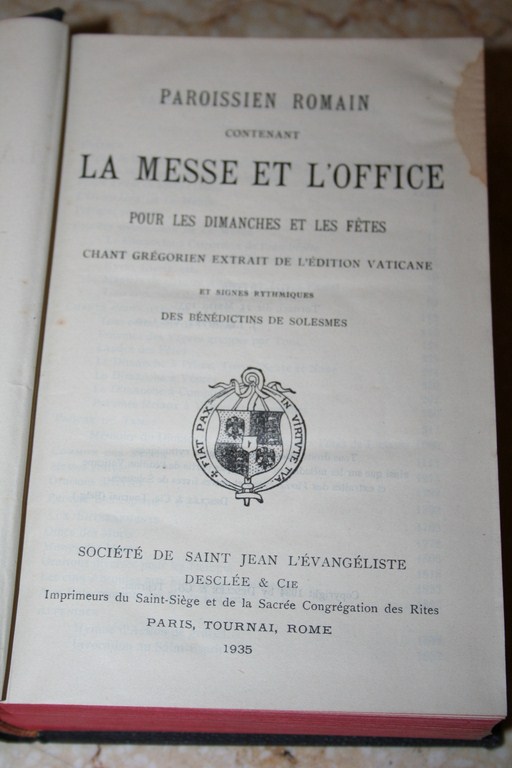 PAROISSIEN ROMAIN
CONTENANT
LA MESSE ET L'OFFICE
POUR LES DIMANCHES ET LES FÊTES
CHANT GRÉGORIEN EXTRAIT DE L'ÉDITION VATICANE
ET SIGNES RYTHMIQUES
DES BÉNÉDICTINS DE SOLESMES
+ FIAT PAX IN VIRTUTE TUA
SOCIÉTÉ DE SAINT JEAN L'ÉVANGÉLISTE
DESCLÉE & CIE
Imprimeurs du Saint-Siège et de la Sacrée Congrégation des Rites
PARIS, TOURNAI, ROME
1935